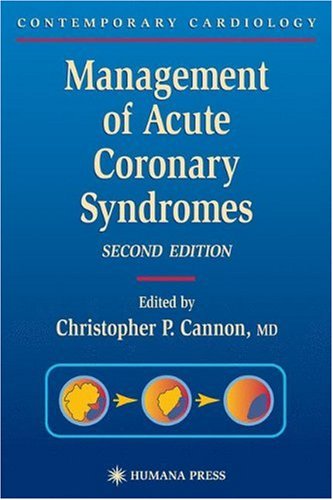 CONTEMPORARY CARDIOLOGY
Management
of Acute
Coronary
Syndromes
SECOND EDITION
Edited by
Christopher P. Cannon, MD
HUMANA PRESS